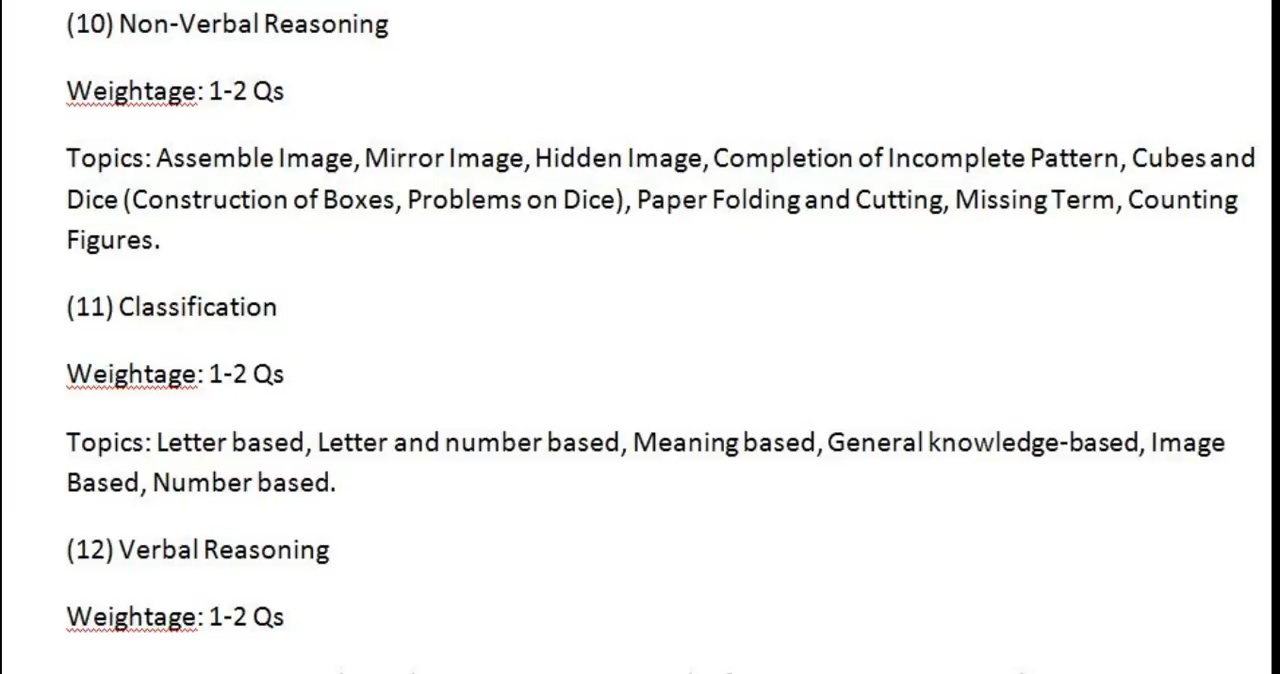 (10) Non-Verbal Reasoning
Weightage: 1-2 Qs
Topics: Assemble Image, Mirror Image, Hidden Image, Completion of Incomplete Pattern, Cubes and
Dice (Construction of Boxes, Problems on Dice), Paper Folding and Cutting, Missing Term, Counting
Figures.
(11) Classification
Weightage: 1-2 Qs
Topics: Letter based, Letter and number based, Meaning based, General knowledge-based, Image
Based, Number based.
(12) Verbal Reasoning
Weightage: 1-2 Qs